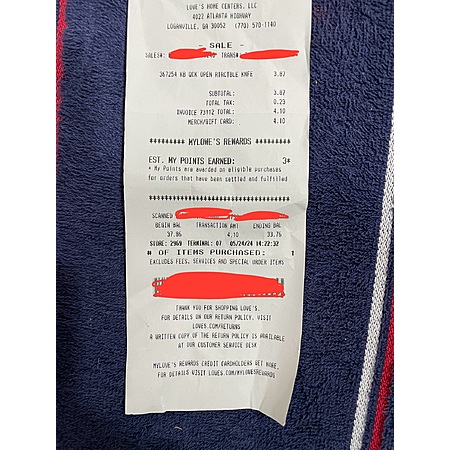 LOWE'S HOME CENTERS, LLC
4022 ATLANTA HIGHWAY
LOGANVILLE, GA 30052 (770) 570-1140
- SALE -
SALES#: TRANS#:
367254 KB QCK OPEN RTRCTBLE KNFE 3.87
SUBTOTAL: 3.87
TOTAL TAX: 0.23
INVOICE 73112 TOTAL: 4.10
MERCH/GIFT CARD: 4.10
MYLOWE'S REWARDS
EST. MY POINTS EARNED: 3*
* My Points are awarded on eligible purchases
for orders that have been settled and fulfilled
SCANNED
BEGIN BAL TRANSACTION AMT ENDING BAL
37.86 4.10 33.76
STORE: 2969 TERMINAL: 07 05/24/24 14:22:32
# OF ITEMS PURCHASED: 1
EXCLUDES FEES, SERVICES AND SPECIAL ORDER ITEMS
THANK YOU FOR SHOPPING LOWE'S.
FOR DETAILS ON OUR RETURN POLICY, VISIT
LOWES.COM/RETURNS
A WRITTEN COPY OF THE RETURN POLICY IS AVAILABLE
AT OUR CUSTOMER SERVICE DESK
MYLOWE'S REWARDS CREDIT CARDHOLDERS GET MORE.
FOR DETAILS VISIT LOWES.COM/MYLOWESREWARDS